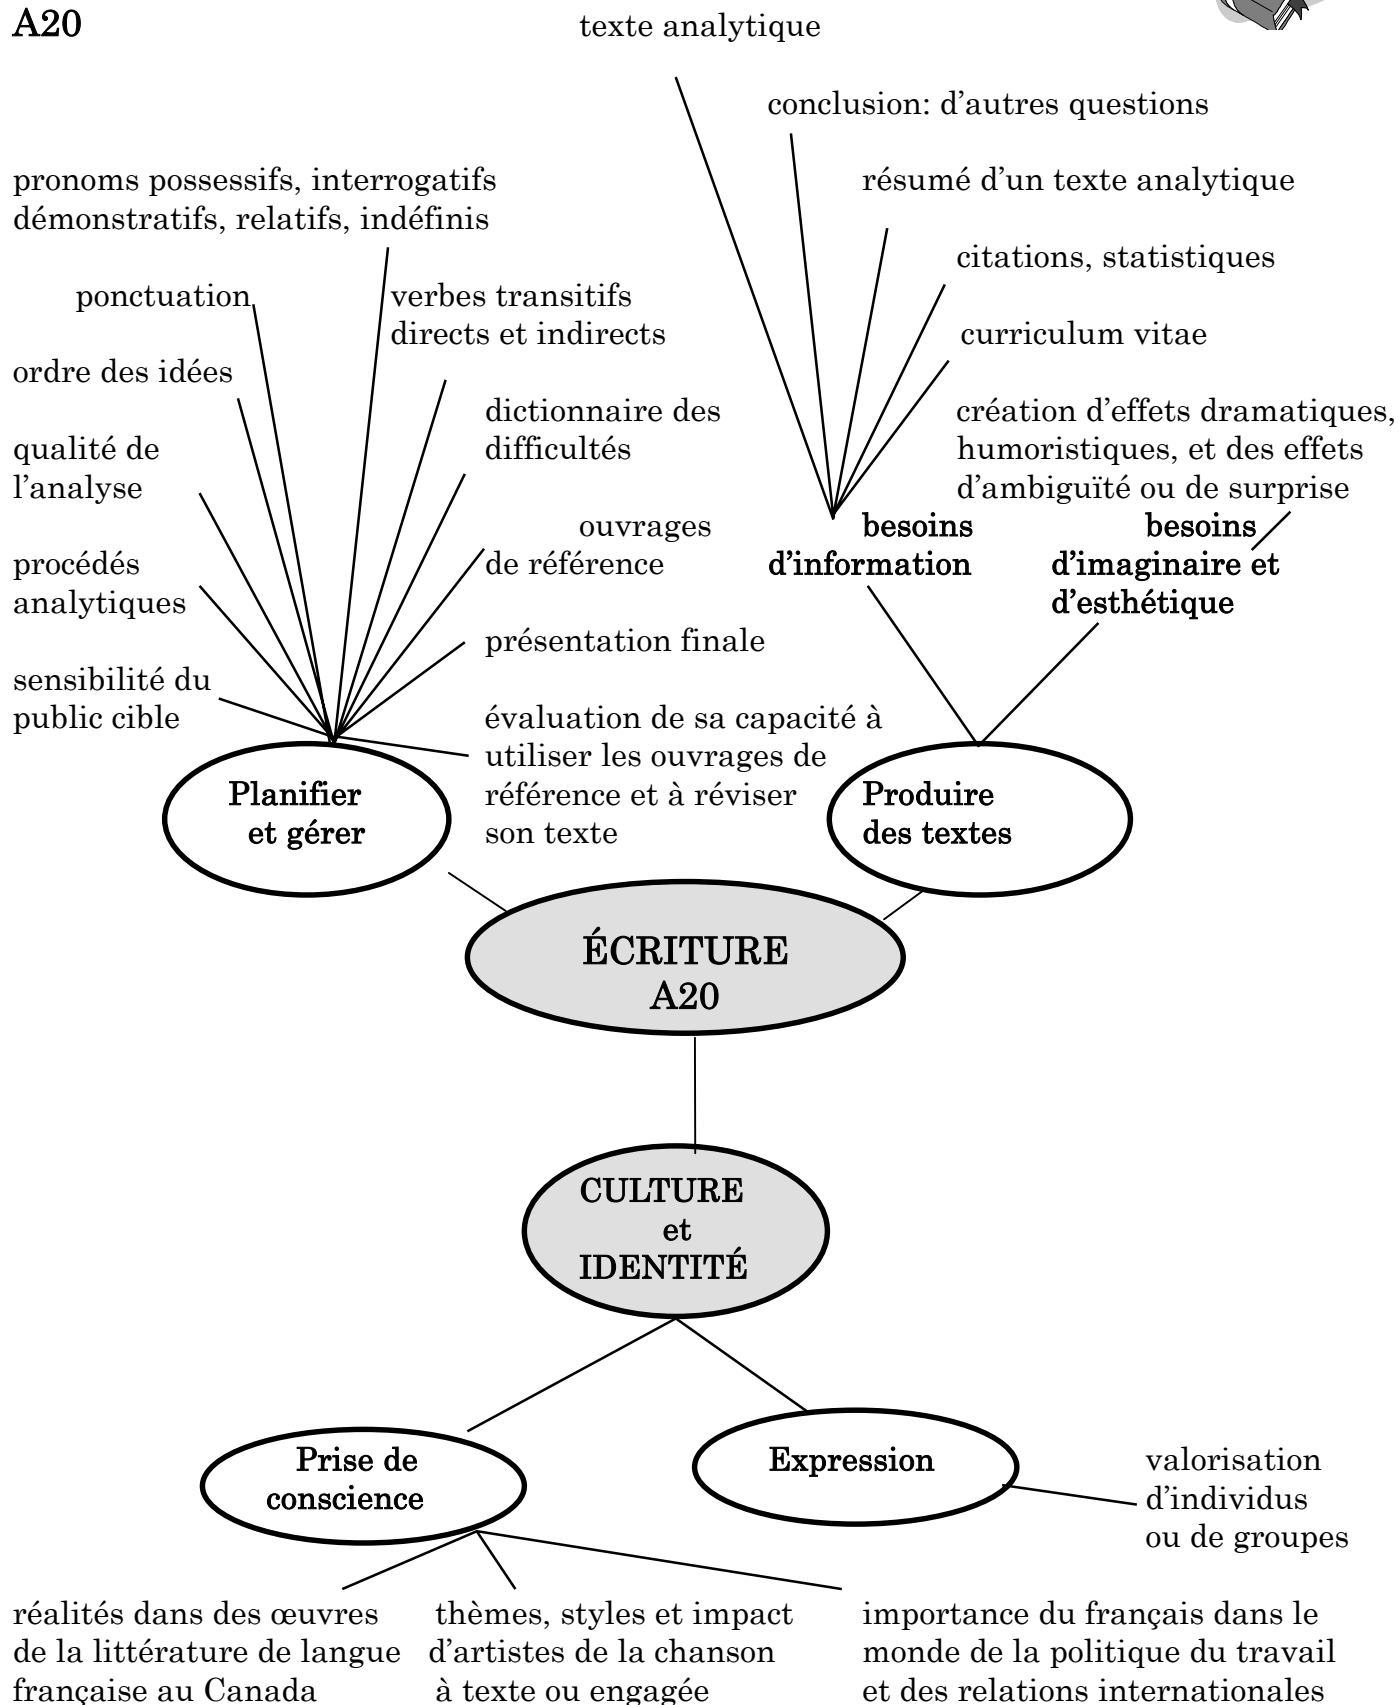 A20
texte analytique
conclusion: d'autres questions
résumé d'un texte analytique
citations, statistiques
curriculum vitae
création d'effets dramatiques,
humoristiques, et des effets
d'ambiguïté ou de surprise
besoins
d'information
besoins
d'imaginaire et
d'esthétique
pronoms possessifs, interrogatifs
démonstratifs, relatifs, indéfinis
ponctuation
ordre des idées
qualité de
l'analyse
procédés
analytiques
sensibilité du
public cible
verbes transitifs
directs et indirects
dictionnaire des
difficultés
ouvrages
de référence
présentation finale
évaluation de sa capacité à
utiliser les ouvrages de
référence et à réviser
son texte
Planifier
et gérer
Produire
des textes
ÉCRITURE
A20
CULTURE
et
IDENTITÉ
Prise de
conscience
Expression
valorisation
d'individus
ou de groupes
réalités dans des œuvres
de la littérature de langue
française au Canada
thèmes, styles et impact
d'artistes de la chanson
à texte ou engagée
importance du français dans le
monde de la politique du travail
et des relations internationales